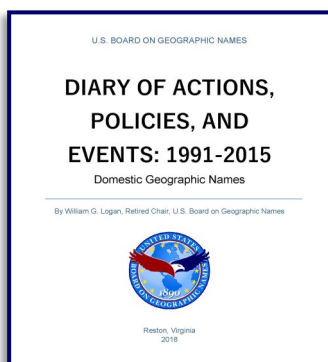 U.S. BOARD ON GEOGRAPHIC NAMES
DIARY OF ACTIONS,
POLICIES, AND
EVENTS: 1991-2015
Domestic Geographic Names
By William G. Logan, Retired Chair, U.S. Board on Geographic Names
UNITED STATES
1890
BOARD ON GEOGRAPHIC NAMES
Reston, Virginia
2018